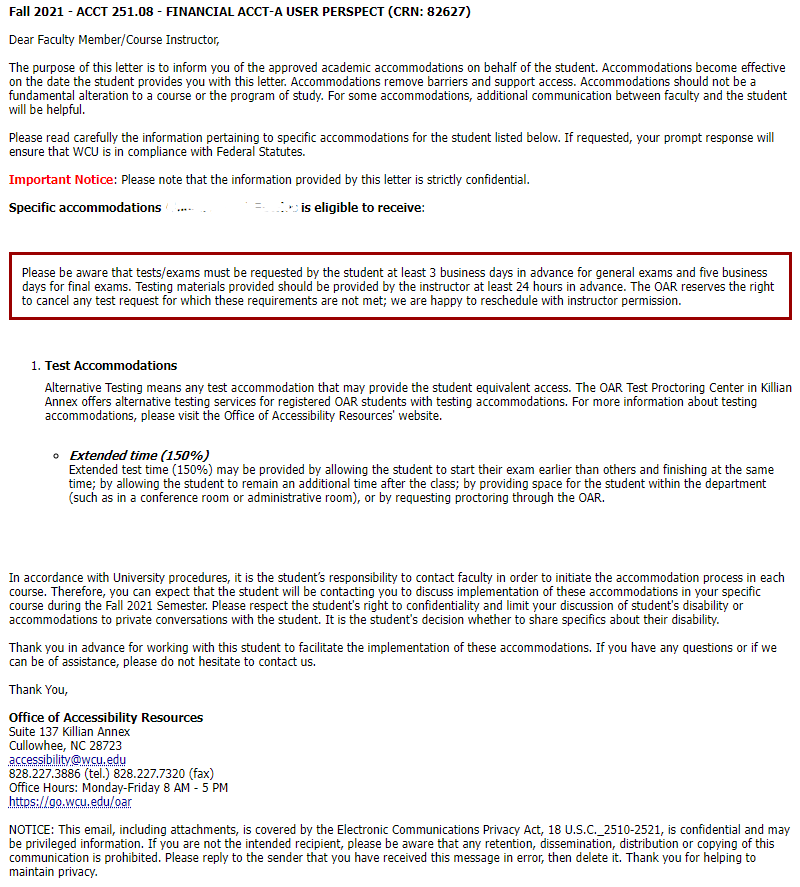 Fall 2021 - ACCT 251.08 - FINANCIAL ACCT-A USER PERSPECT (CRN: 82627)
Dear Faculty Member/Course Instructor,
The purpose of this letter is to inform you of the approved academic accommodations on behalf of the student. Accommodations become effective
on the date the student provides you with this letter. Accommodations remove barriers and support access. Accommodations should not be a
fundamental alteration to a course or the program of study. For some accommodations, additional communication between faculty and the student
will be helpful.
Please read carefully the information pertaining to specific accommodations for the student listed below. If requested, your prompt response will
ensure that WCU is in compliance with Federal Statutes.
Important Notice: Please note that the information provided by this letter is strictly confidential.
Specific accommodations is eligible to receive:
Please be aware that tests/exams must be requested by the student at least 3 business days in advance for general exams and five business
days for final exams. Testing materials provided should be provided by the instructor at least 24 hours in advance. The OAR reserves the right
to cancel any test request for which these requirements are not met; we are happy to reschedule with instructor permission.
1. Test Accommodations
Alternative Testing means any test accommodation that may provide the student equivalent access. The OAR Test Proctoring Center in Killian
Annex offers alternative testing services for registered OAR students with testing accommodations. For more information about testing
accommodations, please visit the Office of Accessibility Resources' website.
Extended time (150%)
Extended test time (150%) may be provided by allowing the student to start their exam earlier than others and finishing at the same
time; by allowing the student to remain an additional time after the class; by providing space for the student within the department
(such as in a conference room or administrative room), or by requesting proctoring through the OAR.
In accordance with University procedures, it is the student's responsibility to contact faculty in order to initiate the accommodation process in each
course. Therefore, you can expect that the student will be contacting you to discuss implementation of these accommodations in your specific
course during the Fall 2021 Semester. Please respect the student's right to confidentiality and limit your discussion of student's disability or
accommodations to private conversations with the student. It is the student's decision whether to share specifics about their disability.
Thank you in advance for working with this student to facilitate the implementation of these accommodations. If you have any questions or if we
can be of assistance, please do not hesitate to contact us.
Thank You,
Office of Accessibility Resources
Suite 137 Killian Annex
Cullowhee, NC 28723
accessibility@wcu.edu
828.227.3886 (tel.) 828.227.7320 (fax)
Office Hours: Monday-Friday 8 AM - 5 PM
https://go.wcu.edu/oar
NOTICE: This email, including attachments, is covered by the Electronic Communications Privacy Act, 18 U.S.C._2510-2521, is confidential and may
be privileged information. If you are not the intended recipient, please be aware that any retention, dissemination, distribution or copying of this
communication is prohibited. Please reply to the sender that you have received this message in error, then delete it. Thank you for helping to
maintain privacy.